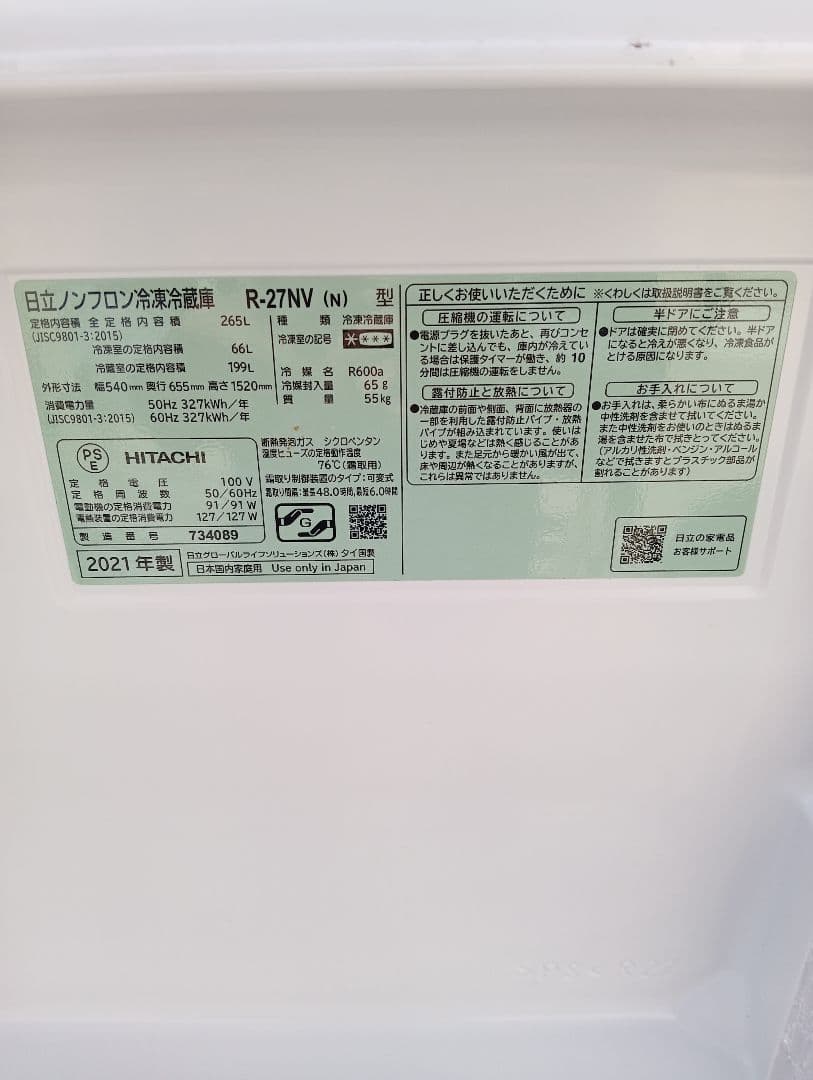 日立ノンフロン冷凍冷蔵庫 R-27NV (N) 型
定格内容積 全定格内容積 265L
(JISC9801-3:2015)
冷凍室の定格内容積 66L
冷蔵室の定格内容積 199L
外形寸法 幅540mm 奥行655mm 高さ1520mm
消費電力量 50Hz 327kWh/年
(JISC9801-3:2015) 60Hz 327kWh/年
種類 冷凍冷蔵庫
冷凍室の記号 ****
冷媒名 R600a
冷媒封入量 65g
質量 55kg
PS
E
HITACHI
定格電圧 100V
定格周波数 50/60Hz
電動機の定格消費電力 91/91W
電熱装置の定格消費電力 127/127W
製造番号 734089
断熱発泡ガス シクロペンタン
温度ヒューズの定格動作温度
76℃(霜取用)
霜取り制御装置のタイプ:可変式
霜取り間隔:最長48.0時間,最短6.0時間
G
2021年製
日立グローバルライフソリューションズ(株) タイ国製
日本国内家庭用 Use only in Japan
正しくお使いいただくために ※くわしくは取扱説明書をご覧ください。
圧縮機の運転について
●電源プラグを抜いたあと、再びコンセ
ントに差し込んでも、庫内が冷えてい
る場合は保護タイマーが働き、約10
分間は圧縮機の運転をしません。
露付防止と放熱について
●冷蔵庫の前面や側面、背面に放熱器の
一部を利用した露付防止パイプ・放熱
パイプが組み込まれています。使いは
じめや夏場などは熱く感じることがあ
ります。また足元から暖かい風が出て、
床や周辺が熱くなることがありますが、
これらは異常ではありません。
半ドアにご注意
●ドアは確実に閉めてください。半ドア
になると冷えが悪くなり、冷凍食品が
とける原因になります。
お手入れについて
●お手入れは、柔らかい布にぬるま湯か
中性洗剤を含ませて拭いてください。
また中性洗剤をお使いのときはぬるま
湯を含ませた布で拭きとってください。
(アルカリ性洗剤・ベンジン・アルコール
などで拭きますとプラスチック部品が
割れることがあります)
日立の家電品
お客様サポート